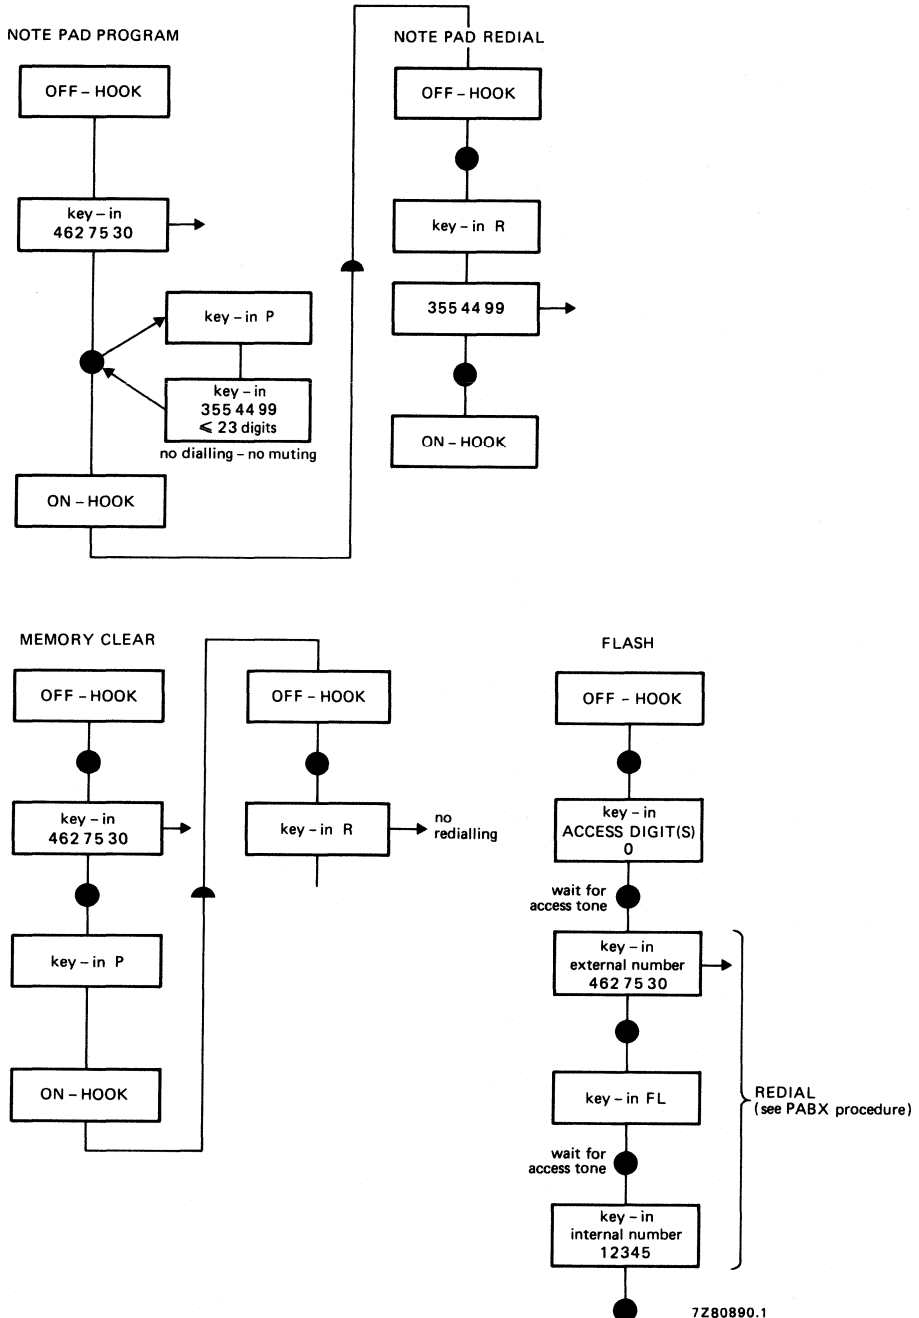 NOTE PAD PROGRAM
OFF – HOOK
key – in
462 75 30
key – in P
key – in
355 44 99
⩽ 23 digits
no dialling – no muting
ON – HOOK
NOTE PAD REDIAL
OFF – HOOK
key – in R
355 44 99
ON – HOOK
MEMORY CLEAR
OFF – HOOK
key – in
462 75 30
key – in P
ON – HOOK
OFF – HOOK
key – in R
no
redialling
FLASH
OFF – HOOK
key – in
ACCESS DIGIT(S)
0
wait for
access tone
key – in
external number
462 75 30
key – in FL
wait for
access tone
key – in
internal number
12345
REDIAL
(see PABX procedure)
7Z80890.1